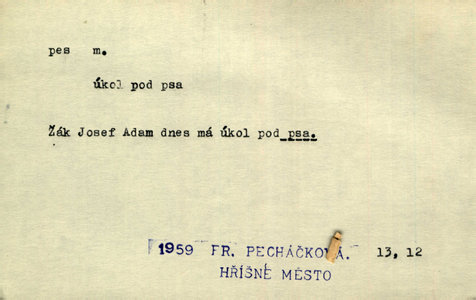 pes m.
úkol pod psa
Žák Josef Adam dnes má úkol pod psa.
1959 FR. PECHÁČKOVÁ. 13, 12
HŘÍŠNÉ MĚSTO